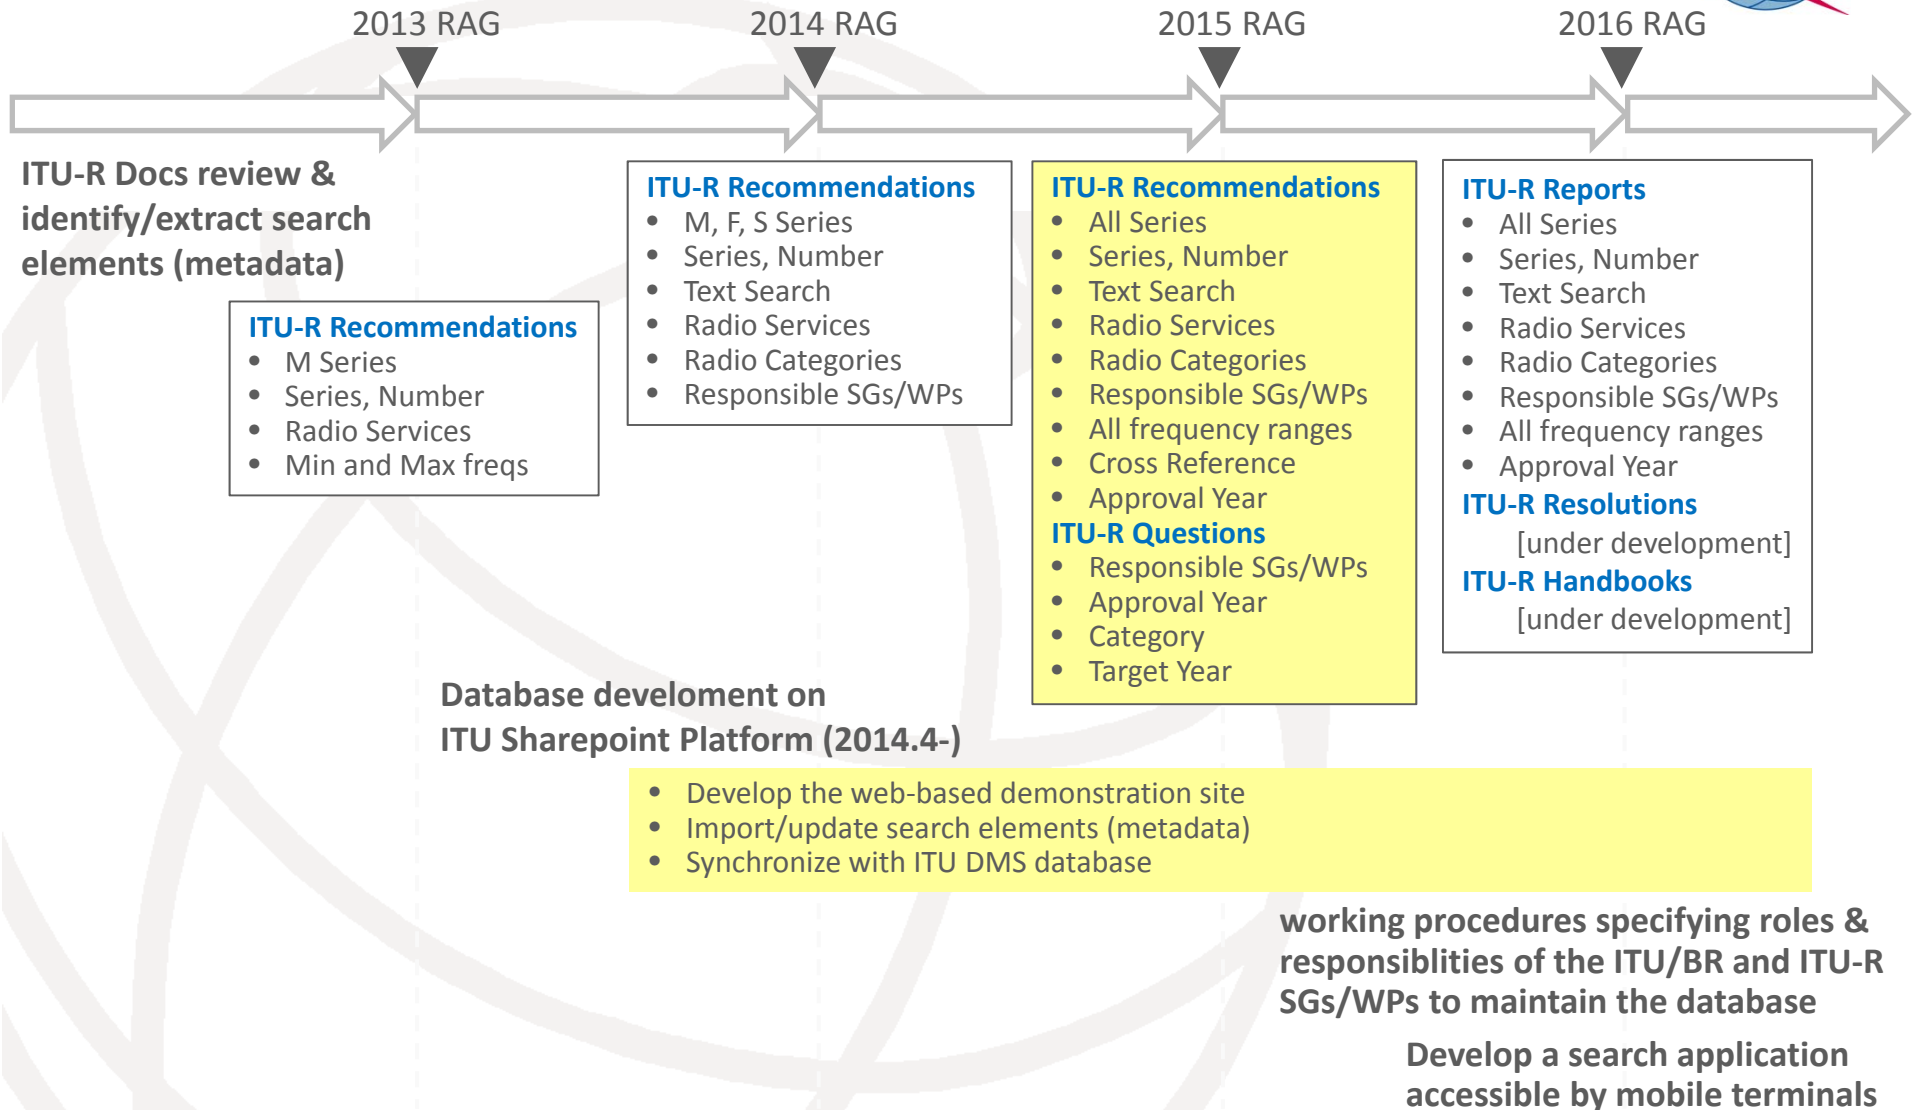 2013 RAG
2014 RAG
2015 RAG
2016 RAG
ITU-R Docs review &
identify/extract search
elements (metadata)
ITU-R Recommendations
• M Series
• Series, Number
• Radio Services
• Min and Max freqs
ITU-R Recommendations
• M, F, S Series
• Series, Number
• Text Search
• Radio Services
• Radio Categories
• Responsible SGs/WPs
ITU-R Recommendations
• All Series
• Series, Number
• Text Search
• Radio Services
• Radio Categories
• Responsible SGs/WPs
• All frequency ranges
• Cross Reference
• Approval Year
ITU-R Questions
• Responsible SGs/WPs
• Approval Year
• Category
• Target Year
ITU-R Reports
• All Series
• Series, Number
• Text Search
• Radio Services
• Radio Categories
• Responsible SGs/WPs
• All frequency ranges
• Approval Year
ITU-R Resolutions
[under development]
ITU-R Handbooks
[under development]
Database develoment on
ITU Sharepoint Platform (2014.4-)
• Develop the web-based demonstration site
• Import/update search elements (metadata)
• Synchronize with ITU DMS database
working procedures specifying roles &
responsiblities of the ITU/BR and ITU-R
SGs/WPs to maintain the database
Develop a search application
accessible by mobile terminals